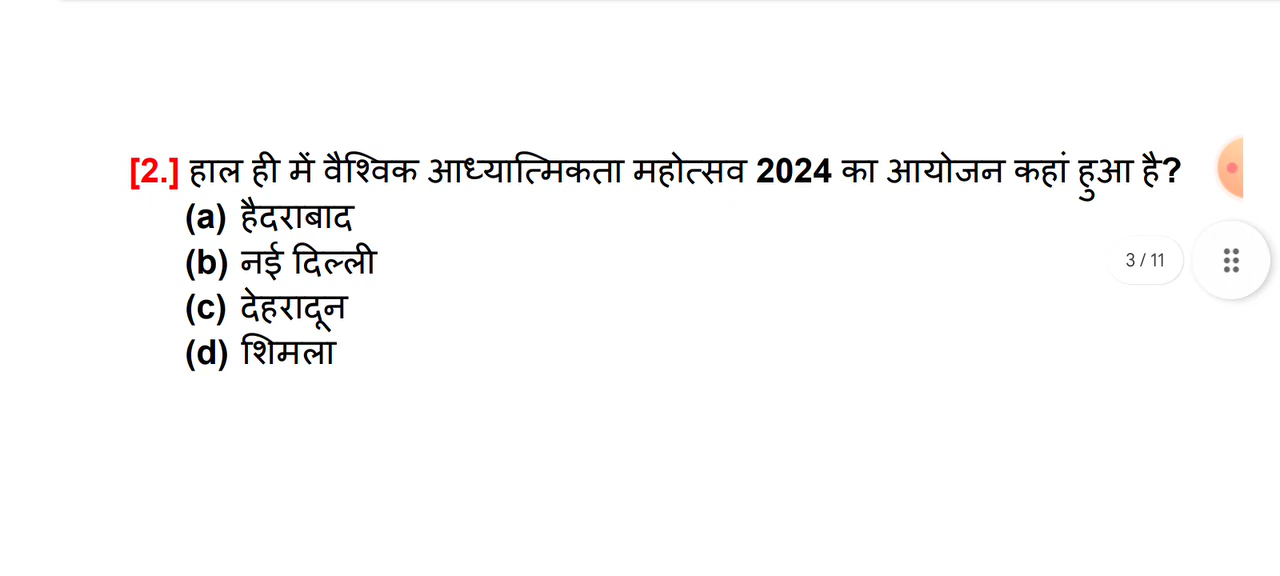 [2.] हाल ही में वैश्विक आध्यात्मिकता महोत्सव 2024 का आयोजन कहां हुआ है?
(a) हैदराबाद
(b) नई दिल्ली
3 / 11
(c) देहरादून
(d) शिमला